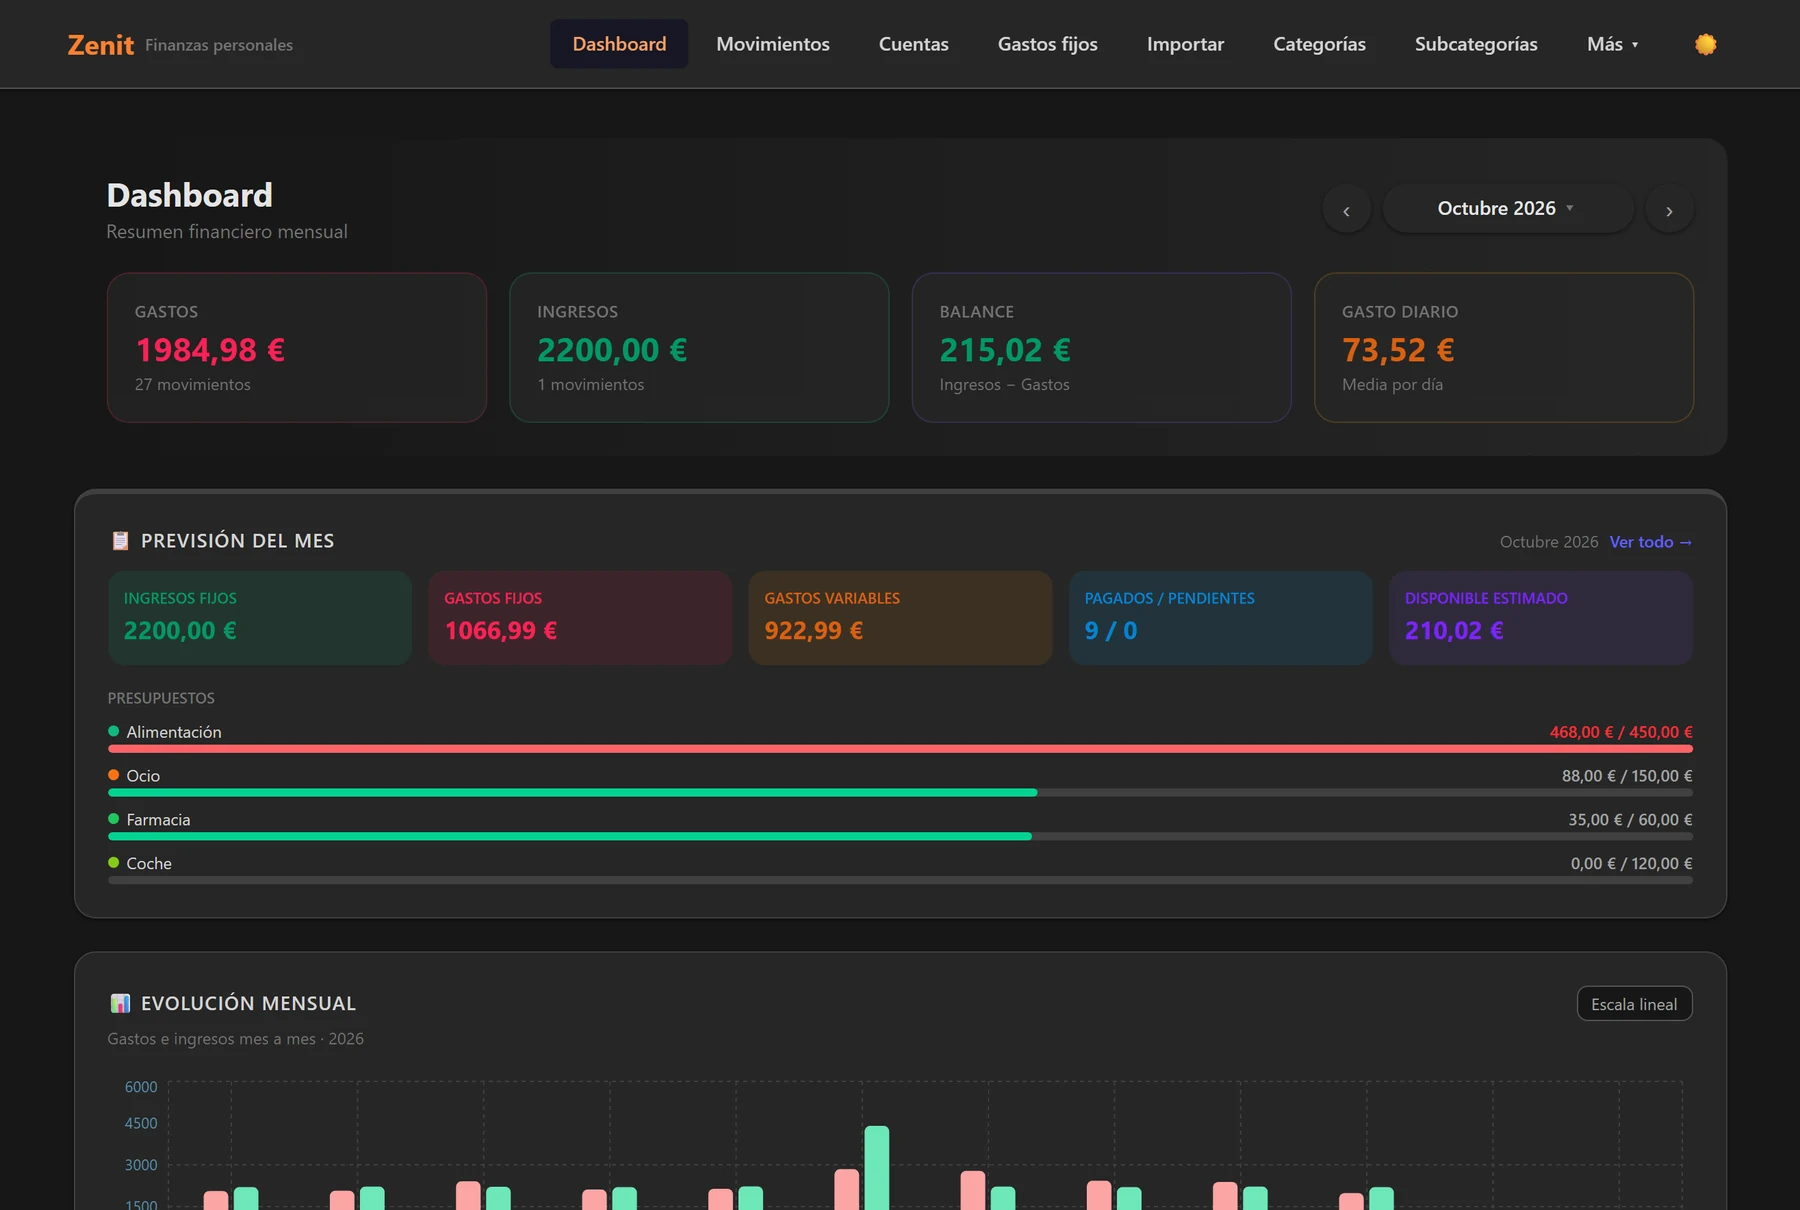 Zenit Finanzas personales
Dashboard Movimientos Cuentas Gastos fijos Importar Categorías Subcategorías Más ▾
Dashboard
Resumen financiero mensual
‹ Octubre 2026 ▾ ›
GASTOS
1984,98 €
27 movimientos
INGRESOS
2200,00 €
1 movimientos
BALANCE
215,02 €
Ingresos − Gastos
GASTO DIARIO
73,52 €
Media por día
PREVISIÓN DEL MES
Octubre 2026 Ver todo →
INGRESOS FIJOS
2200,00 €
GASTOS FIJOS
1066,99 €
GASTOS VARIABLES
922,99 €
PAGADOS / PENDIENTES
9 / 0
DISPONIBLE ESTIMADO
210,02 €
PRESUPUESTOS
Alimentación 468,00 € / 450,00 €
Ocio 88,00 € / 150,00 €
Farmacia 35,00 € / 60,00 €
Coche 0,00 € / 120,00 €
EVOLUCIÓN MENSUAL
Escala lineal
Gastos e ingresos mes a mes · 2026
6000
4500
3000
1500